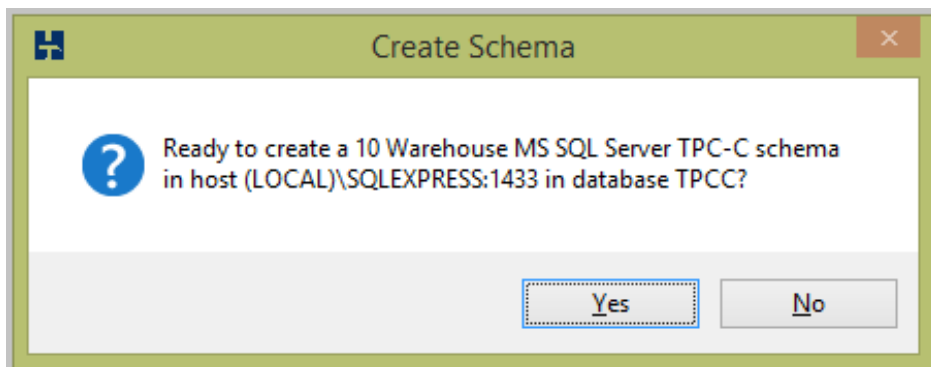 Create Schema
Ready to create a 10 Warehouse MS SQL Server TPC-C schema
in host (LOCAL)\SQLEXPRESS:1433 in database TPCC?
Yes
No